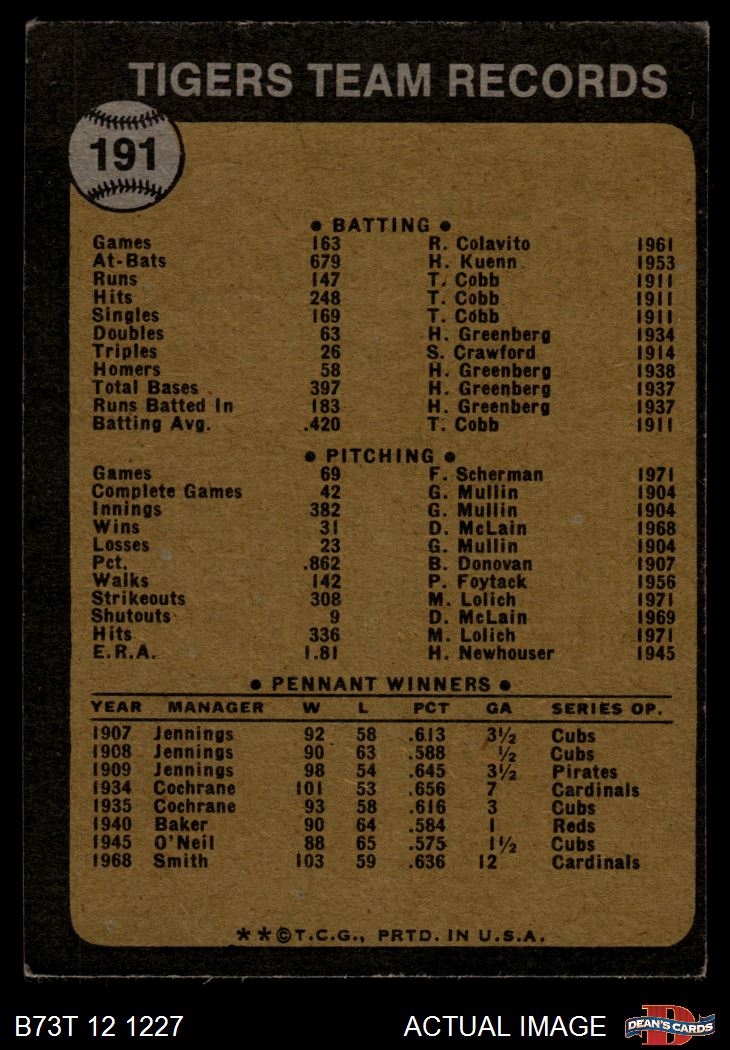 TIGERS TEAM RECORDS
191
• BATTING •
Games 163 R. Colavito 1961
At-Bats 679 H. Kuenn 1953
Runs 147 T. Cobb 1911
Hits 248 T. Cobb 1911
Singles 169 T. Cobb 1911
Doubles 63 H. Greenberg 1934
Triples 26 S. Crawford 1914
Homers 58 H. Greenberg 1938
Total Bases 397 H. Greenberg 1937
Runs Batted In 183 H. Greenberg 1937
Batting Avg. .420 T. Cobb 1911
• PITCHING •
Games 69 F. Scherman 1971
Complete Games 42 G. Mullin 1904
Innings 382 G. Mullin 1904
Wins 31 D. McLain 1968
Losses 23 G. Mullin 1904
Pct. .862 B. Donovan 1907
Walks 142 P. Foytack 1956
Strikeouts 308 M. Lolich 1971
Shutouts 9 D. McLain 1969
Hits 336 M. Lolich 1971
E.R.A. 1.81 H. Newhouser 1945
• PENNANT WINNERS •
YEAR MANAGER W L PCT GA SERIES OP.
1907 Jennings 92 58 .613 3½ Cubs
1908 Jennings 90 63 .588 ½ Cubs
1909 Jennings 98 54 .645 3½ Pirates
1934 Cochrane 101 53 .656 7 Cardinals
1935 Cochrane 93 58 .616 3 Cubs
1940 Baker 90 64 .584 1 Reds
1945 O'Neil 88 65 .575 1½ Cubs
1968 Smith 103 59 .636 12 Cardinals
**©T.C.G., PRTD. IN U.S.A.
B73T 12 1227 ACTUAL IMAGE D DEAN'S CARDS